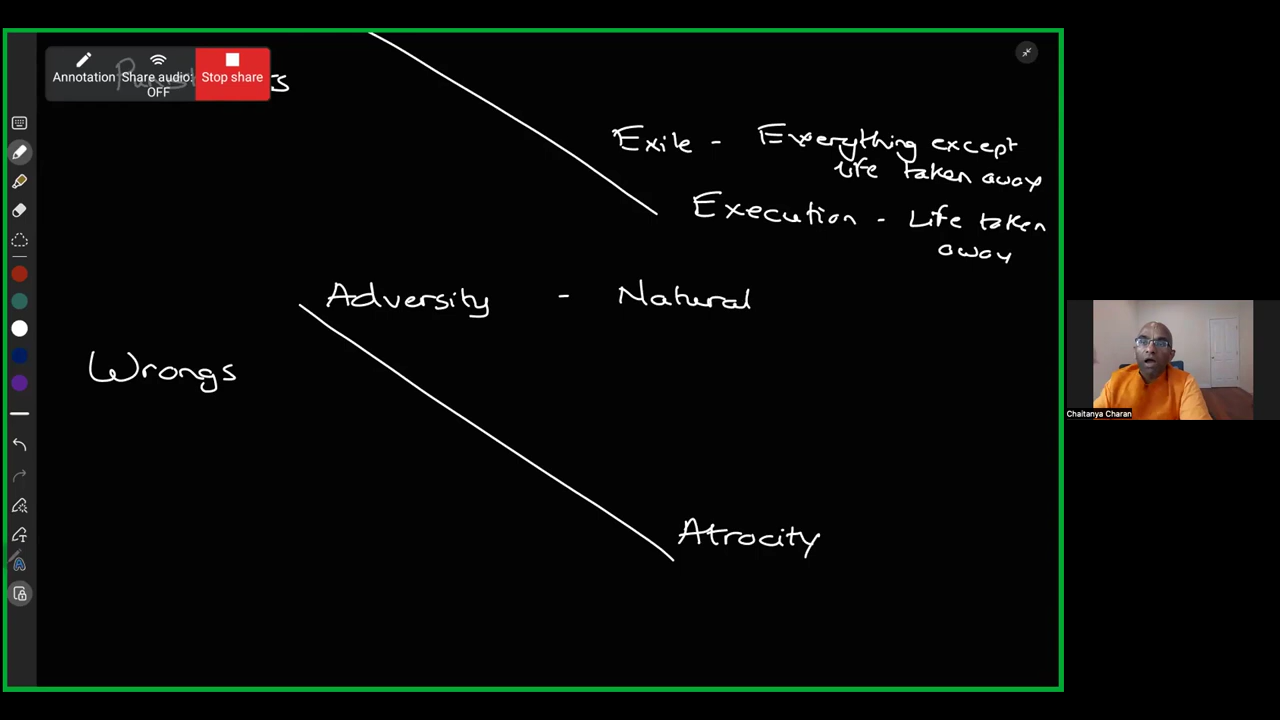 Annotation Share audio: OFF Stop share
Exile - Everything except
life taken away
Execution - Life taken
away
Adversity - Natural
Wrongs
Atrocity
Chaitanya Charan